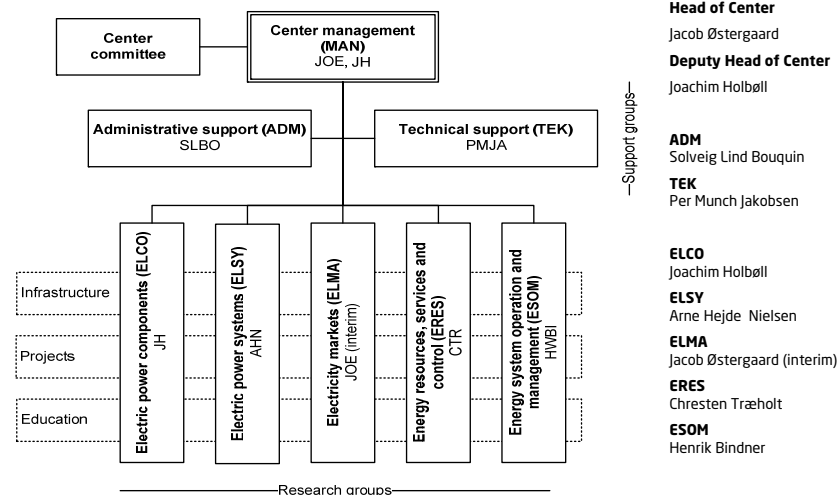 Center
committee
Center management
(MAN)
JOE, JH
Administrative support (ADM)
SLBO
Technical support (TEK)
PMJA
—Support groups—
Infrastructure
Projects
Education
Electric power components (ELCO)
JH
Electric power systems (ELSY)
AHN
Electricity markets (ELMA)
JOE (interim)
Energy resources, services and
control (ERES)
CTR
Energy system operation and
management (ESOM)
HWBI
Research groups
Head of Center
Jacob Østergaard
Deputy Head of Center
Joachim Holbøll
ADM
Solveig Lind Bouquin
TEK
Per Munch Jakobsen
ELCO
Joachim Holbøll
ELSY
Arne Hejde Nielsen
ELMA
Jacob Østergaard (interim)
ERES
Chresten Træholt
ESOM
Henrik Bindner